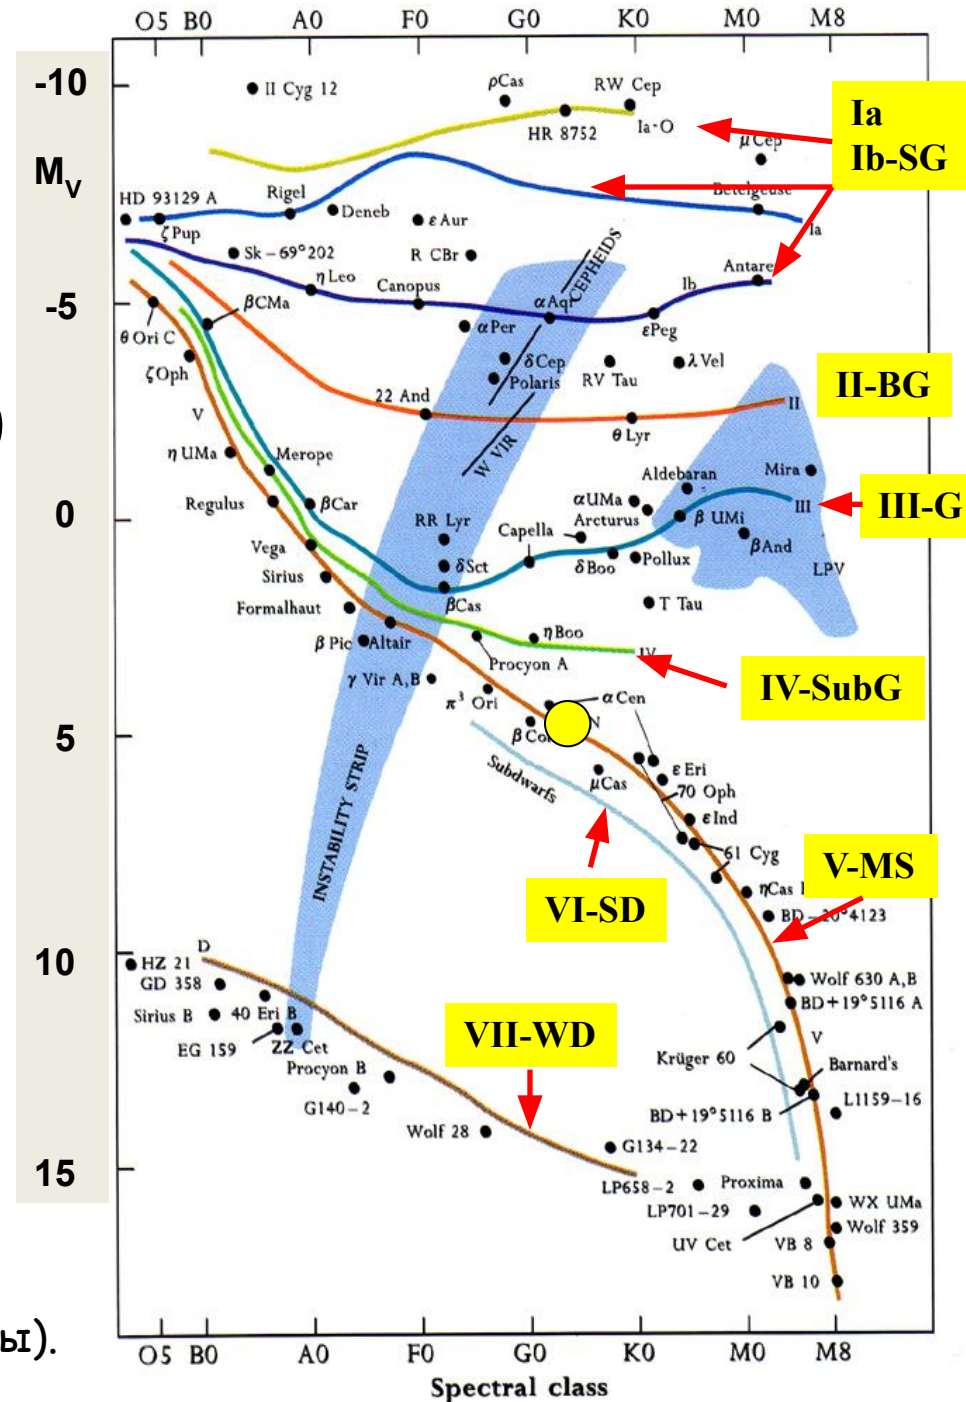 O5 B0 A0 F0 G0 K0 M0 M8
-10
II Cyg 12
ρCas
RW Cep
HR 8752
Ia-O
Ia
Ib-SG
μCep
M_V
HD 93129 A
Rigel
Deneb
Betelgeuse
ζPup
εAur
Ia
Sk-69°202
R CBr
CEPHEIDS
ηLeo
Canopus
αAqr
Ib
Antare
-5
βCMa
αPer
εPeg
θ Ori C
δCep
λVel
ζOph
Polaris
RV Tau
II-BG
22 And
II
V
θ Lyr
)
W VIR
ηUMa
Merope
Aldebaran
Mira
Regulus
βCar
αUMa
III
III-G
0
RR Lyr
Capella
Arcturus
β UMi
Vega
βAnd
Sirius
δSct
δBoo
Pollux
LPV
Formalhaut
βCas
T Tau
β Pic
Altair
ηBoo
IV
Procyon A
γ Vir A,B
IV-SubG
π³ Ori
αCen
5
β Co
N
Subdwarfs
μCas
εEri
70 Oph
INSTABILITY STRIP
εInd
61 Cyg
V-MS
ηCas
VI-SD
BD-20°4123
D
10
HZ 21
GD 358
Wolf 630 A,B
Sirius B
40 Eri B
BD+19°5116 A
VII-WD
V
EG 159
ZZ Cet
Krüger 60
Barnard's
Procyon B
G140-2
L1159-16
BD+19°5116 B
Wolf 28
G134-22
15
LP658-2
Proxima
LP701-29
WX UMa
UV Cet
Wolf 359
VB 8
VB 10
ы).
O5 B0 A0 F0 G0 K0 M0 M8
Spectral class